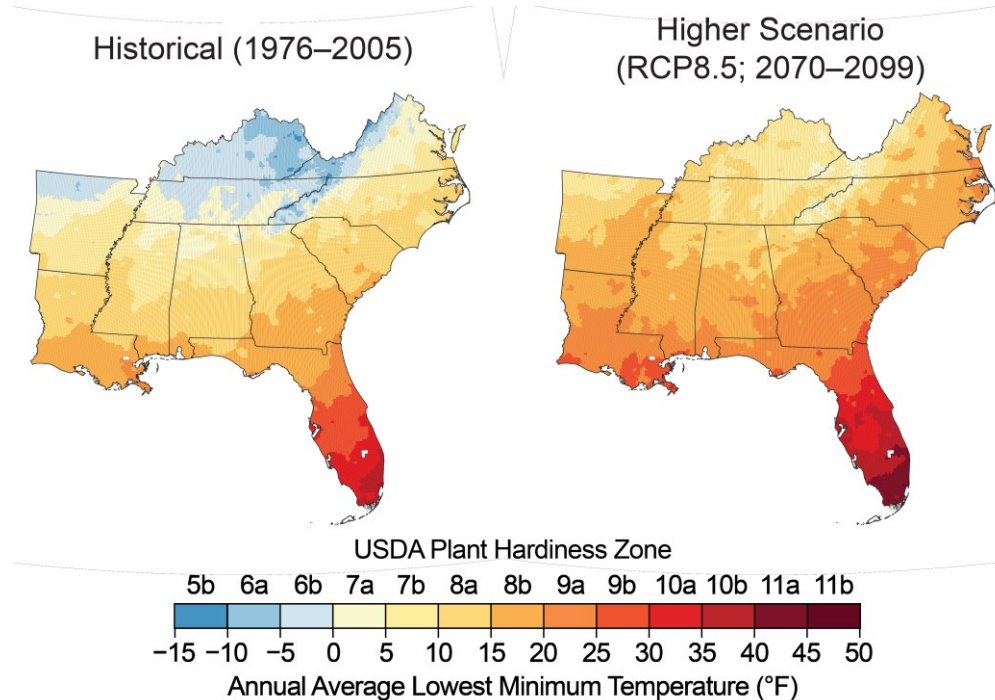 Historical (1976–2005)
Higher Scenario
(RCP8.5; 2070–2099)
USDA Plant Hardiness Zone
5b 6a 6b 7a 7b 8a 8b 9a 9b 10a 10b 11a 11b
−15 −10 −5 0 5 10 15 20 25 30 35 40 45 50
Annual Average Lowest Minimum Temperature (°F)